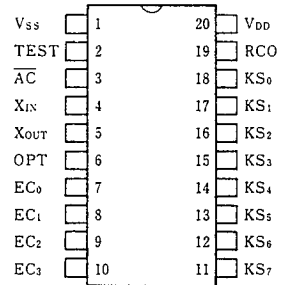 Vss 1 20 VDD
TEST 2 19 RCO
AC 3 18 KS0
XIN 4 17 KS1
XOUT 5 16 KS2
OPT 6 15 KS3
EC0 7 14 KS4
EC1 8 13 KS5
EC2 9 12 KS6
EC3 10 11 KS7